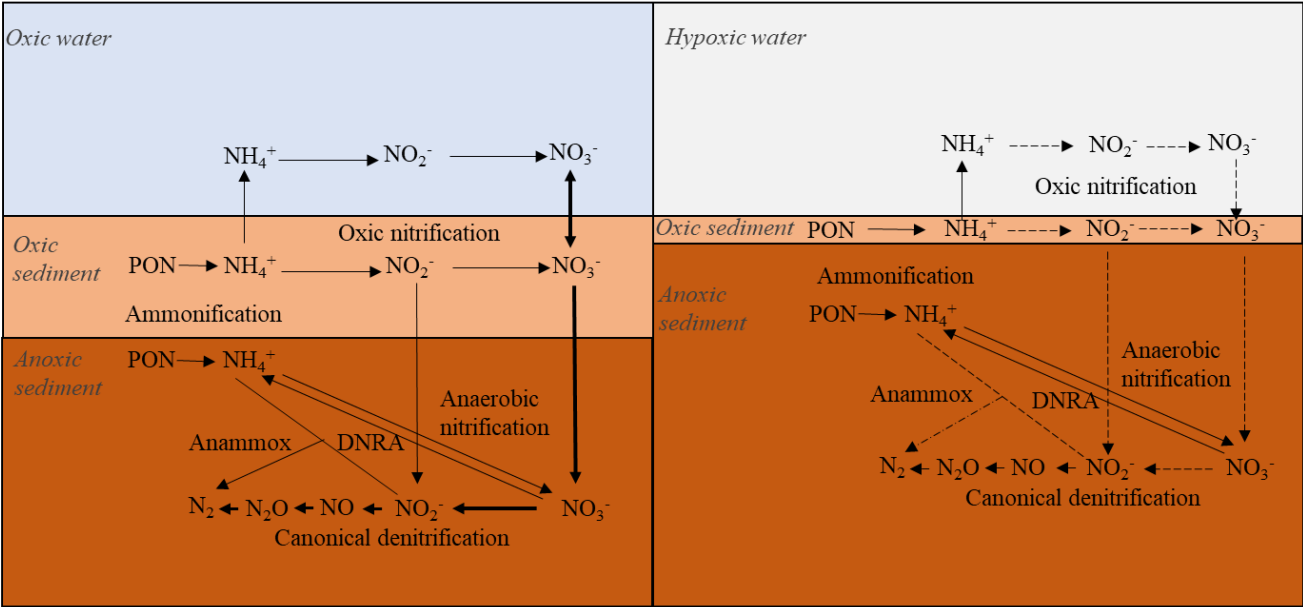 Oxic water
NH₄⁺ NO₂⁻ NO₃⁻
Oxic nitrification
Oxic
sediment
PON NH₄⁺ NO₂⁻ NO₃⁻
Ammonification
Anoxic
sediment
PON NH₄⁺
Anaerobic
nitrification
Anammox DNRA
N₂ N₂O NO NO₂⁻ NO₃⁻
Canonical denitrification
Hypoxic water
NH₄⁺ NO₂⁻ NO₃⁻
Oxic nitrification
Oxic sediment PON NH₄⁺ NO₂⁻ NO₃⁻
Ammonification
Anoxic
sediment
PON NH₄⁺
Anaerobic
nitrification
Anammox DNRA
N₂ N₂O NO NO₂⁻ NO₃⁻
Canonical denitrification